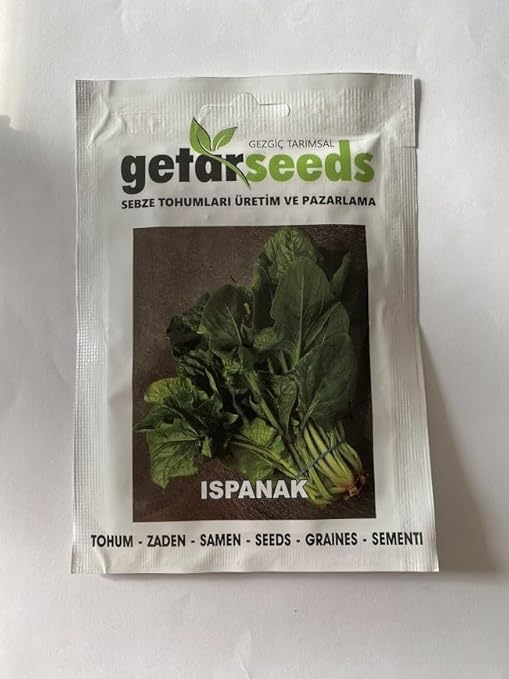 GEZGİÇ TARIMSAL
getarseeds
SEBZE TOHUMLARI ÜRETİM VE PAZARLAMA
ISPANAK
TOHUM - ZADEN - SAMEN - SEEDS - GRAINES - SEMENTI